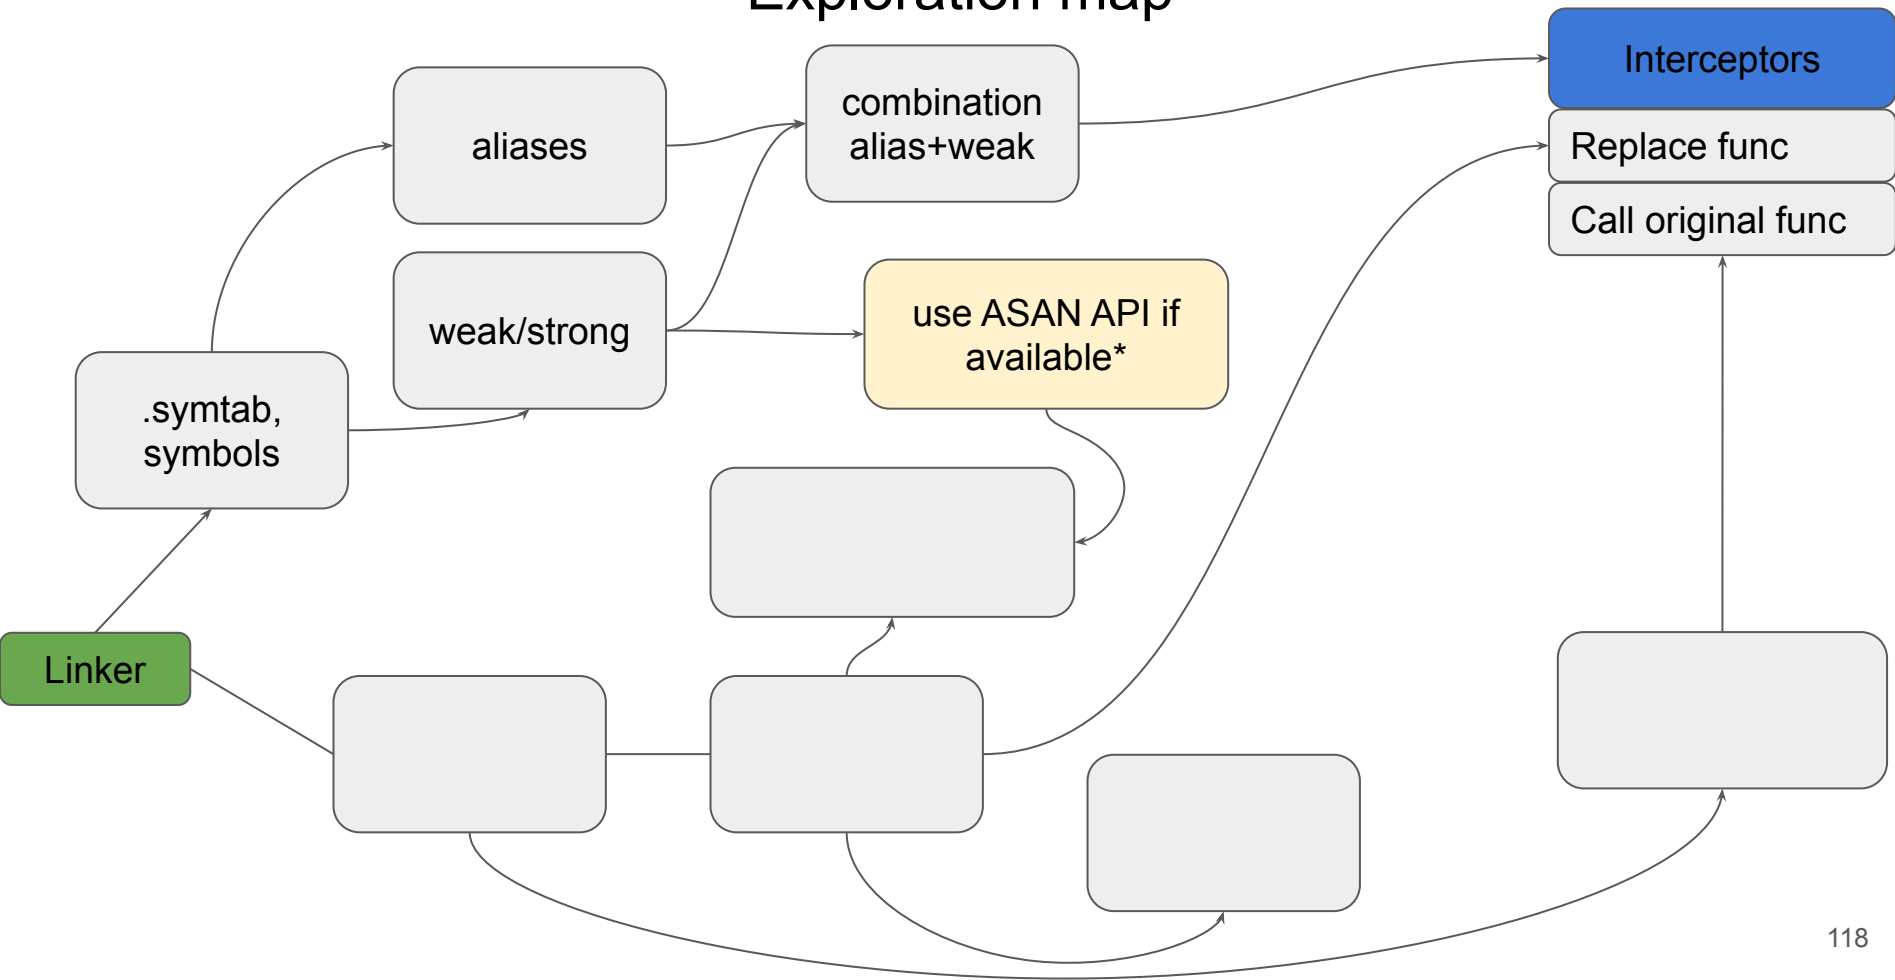 Exploration map
Interceptors
Replace func
Call original func
combination
alias+weak
aliases
weak/strong
use ASAN API if
available*
.symtab,
symbols
Linker
118